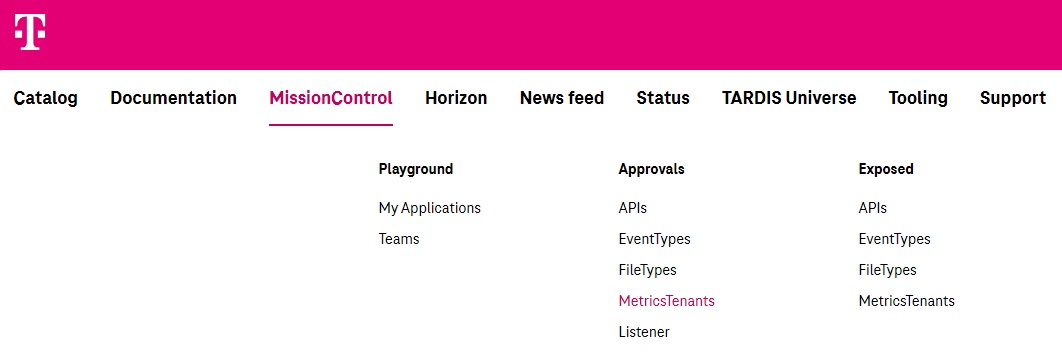 T
Catalog Documentation MissionControl Horizon News feed Status TARDIS Universe Tooling Support
Playground Approvals Exposed
My Applications APIs APIs
Teams EventTypes EventTypes
FileTypes FileTypes
MetricsTenants MetricsTenants
Listener